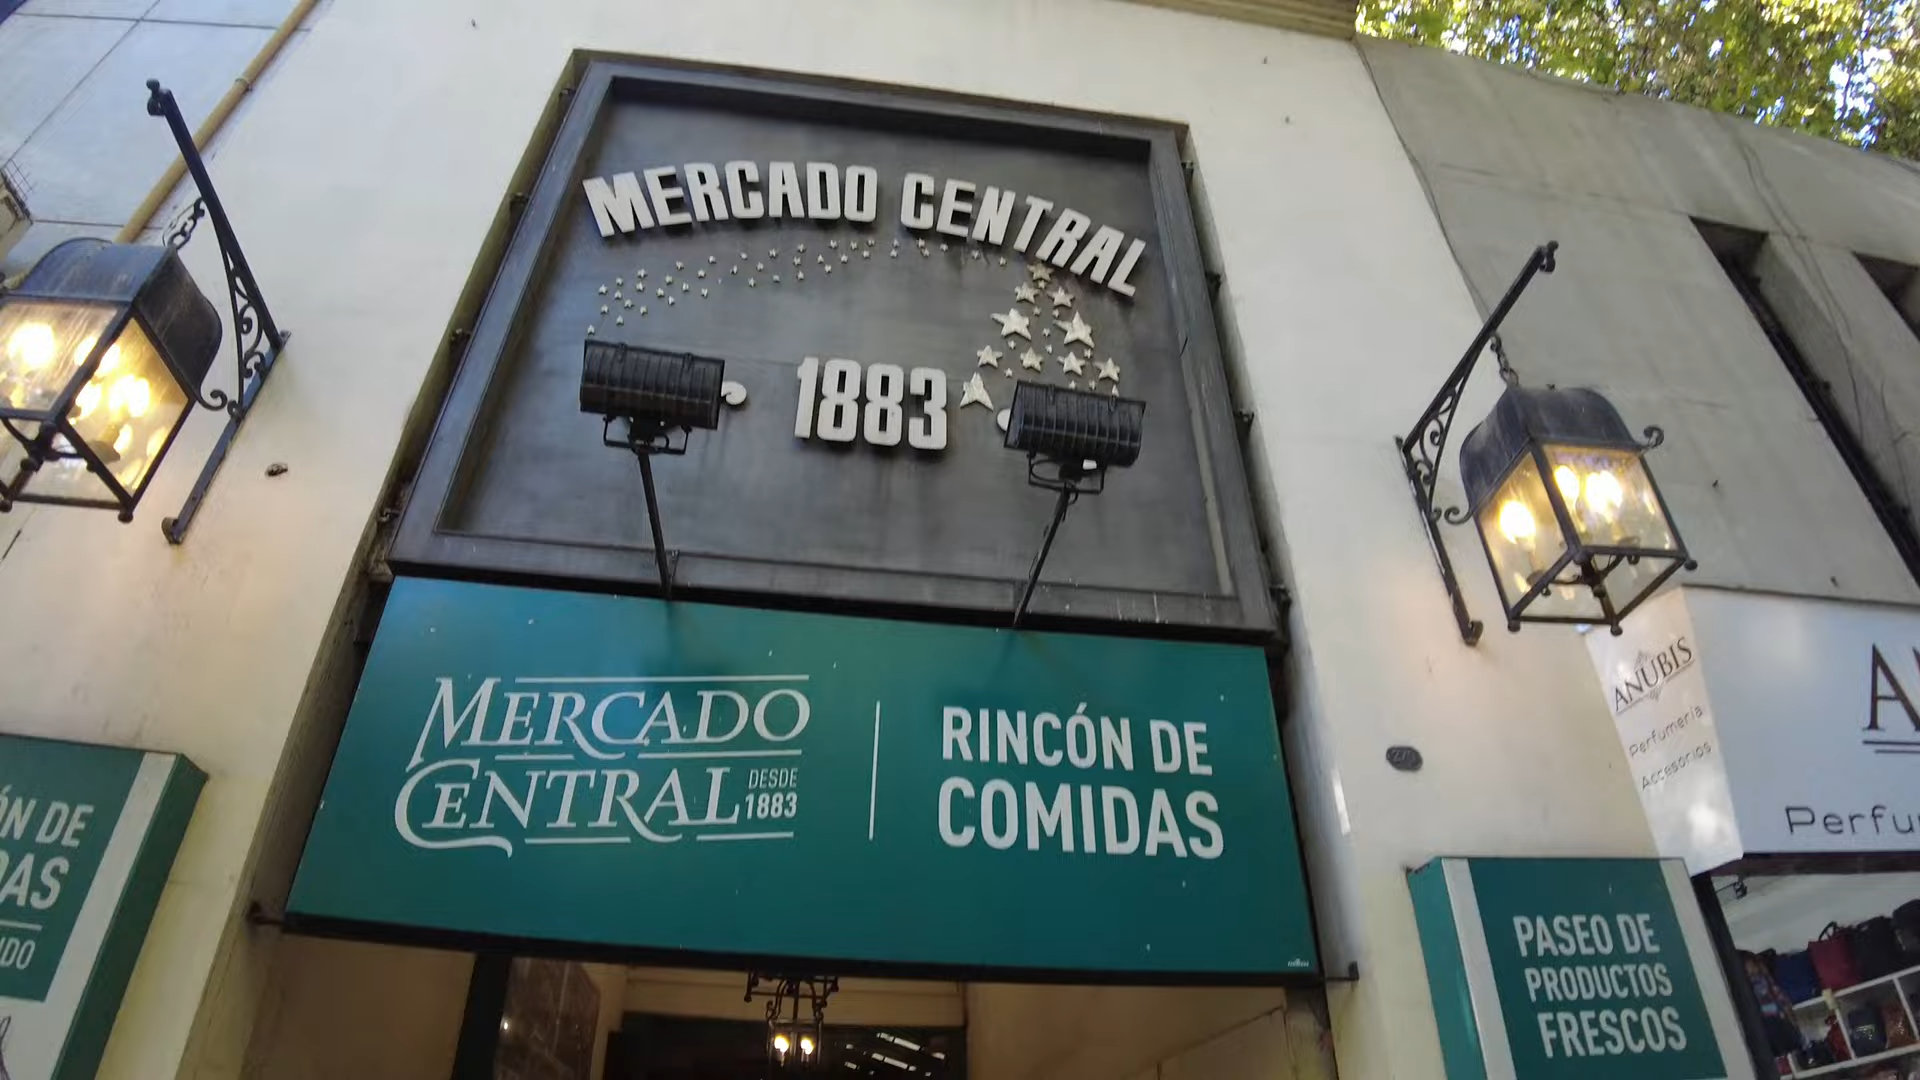 MERCADO CENTRAL
1883
MERCADO
CENTRAL
DESDE
1883
RINCÓN DE
COMIDAS
ÓN DE
DAS
ANUBIS
Perfumería
Accesorios
PASEO DE
PRODUCTOS
FRESCOS